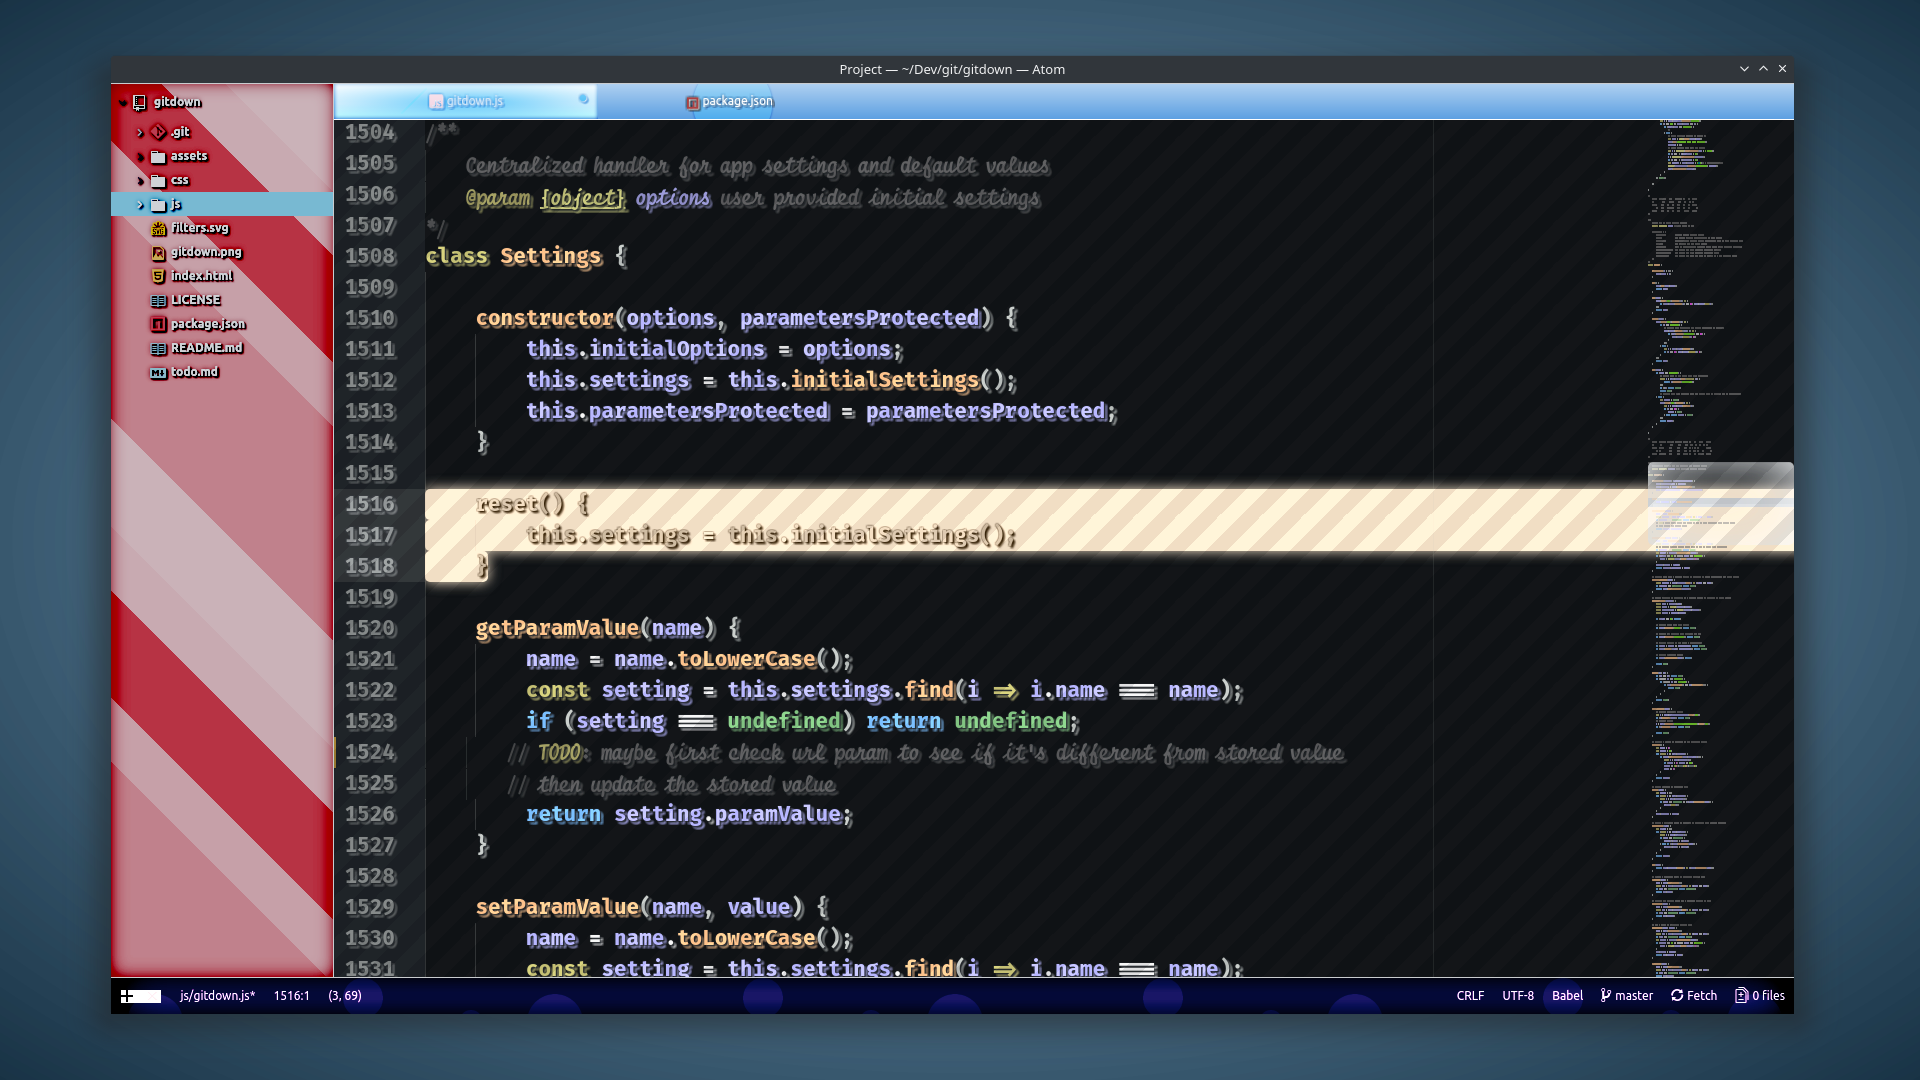 Project — ~/Dev/git/gitdown — Atom
gitdown
.git
assets
css
js
filters.svg
gitdown.png
index.html
LICENSE
package.json
README.md
todo.md
gitdown.js
package.json
1504 /**
1505 Centralized handler for app settings and default values
1506 @param {object} options user provided initial settings
1507 */
1508 class Settings {
1509
1510 constructor(options, parametersProtected) {
1511 this.initialOptions = options;
1512 this.settings = this.initialSettings();
1513 this.parametersProtected = parametersProtected;
1514 }
1515
1516 reset() {
1517 this.settings = this.initialSettings();
1518 }
1519
1520 getParamValue(name) {
1521 name = name.toLowerCase();
1522 const setting = this.settings.find(i => i.name === name);
1523 if (setting === undefined) return undefined;
1524 // TODO: maybe first check url param to see if it's different from stored value
1525 // then update the stored value
1526 return setting.paramValue;
1527 }
1528
1529 setParamValue(name, value) {
1530 name = name.toLowerCase();
1531 const setting = this.settings.find(i => i.name === name);
js/gitdown.js* 1516:1 (3, 69) CRLF UTF-8 Babel master Fetch 0 files